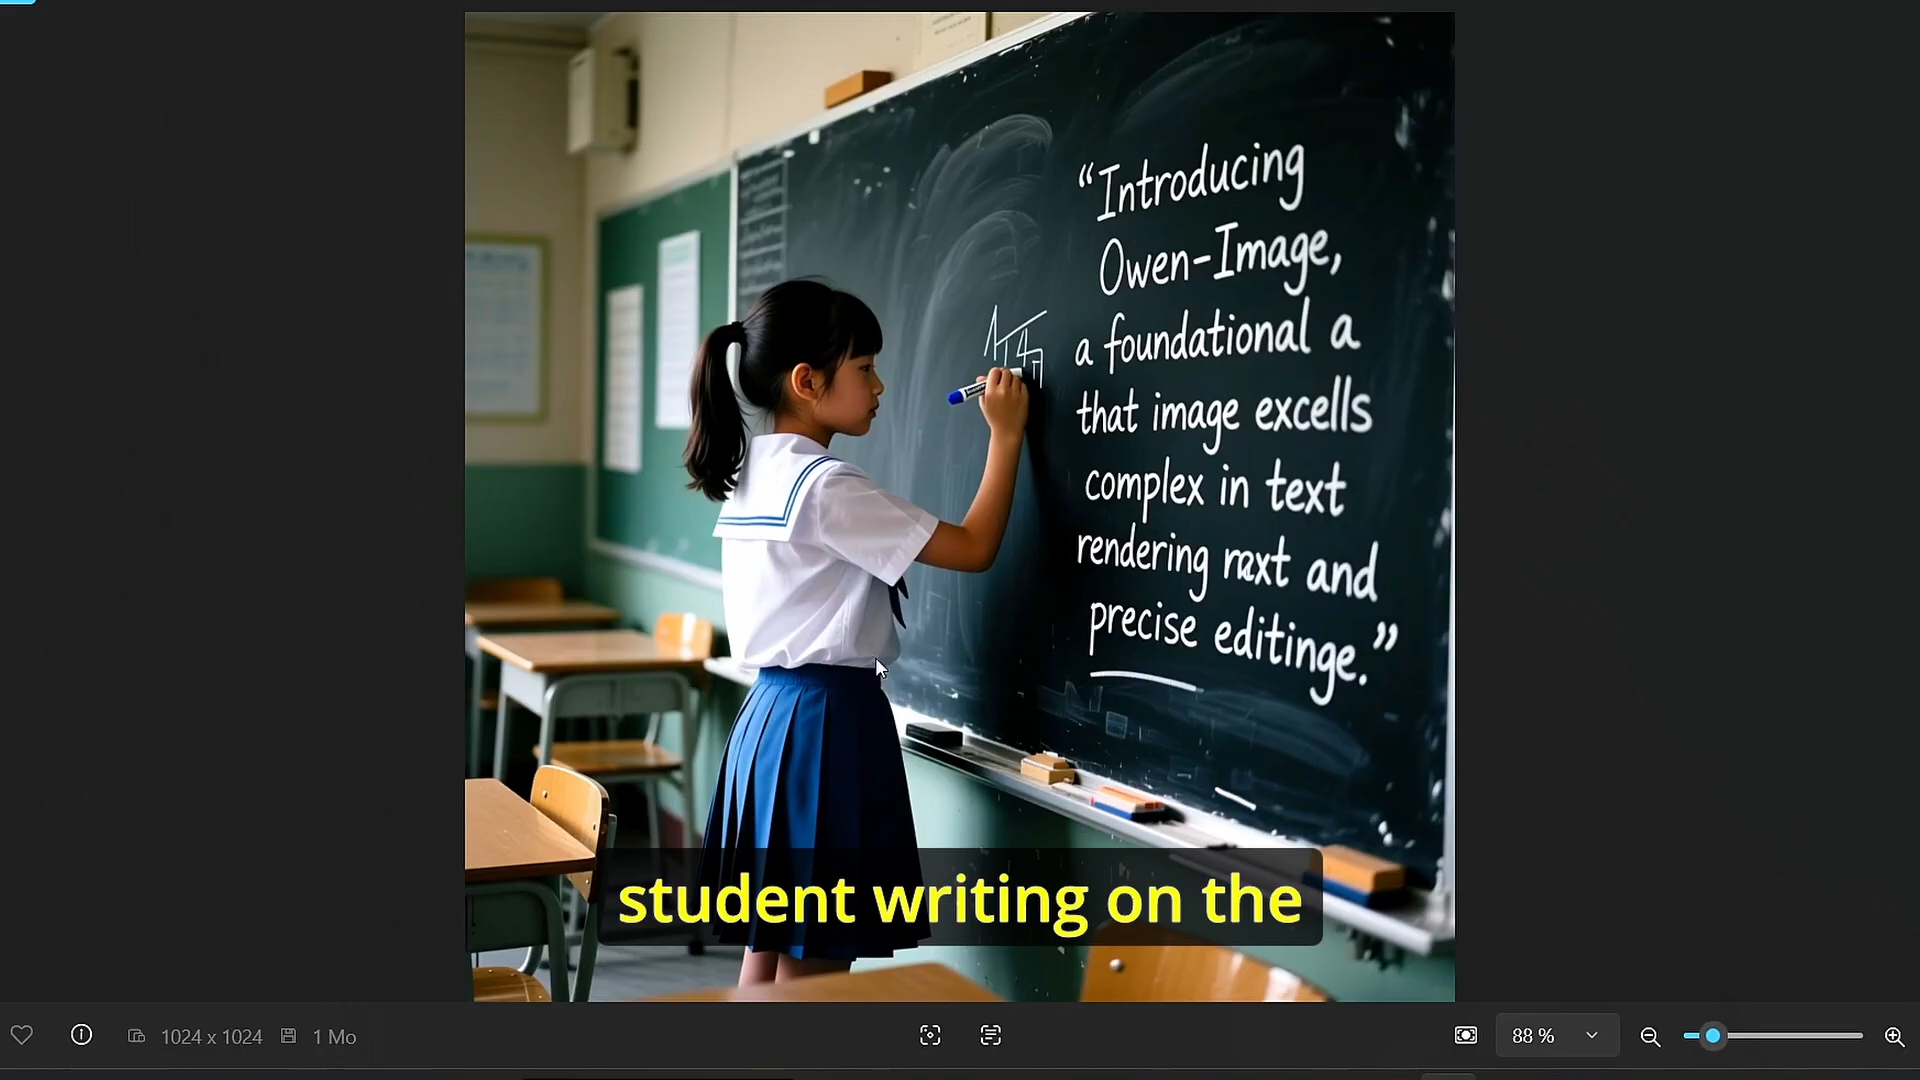 “Introducing
Owen-Image,
a foundational a
that image excells
complex in text
rendering rext and
precise editinge.”
student writing on the
1024 x 1024
1 Mo
88 %